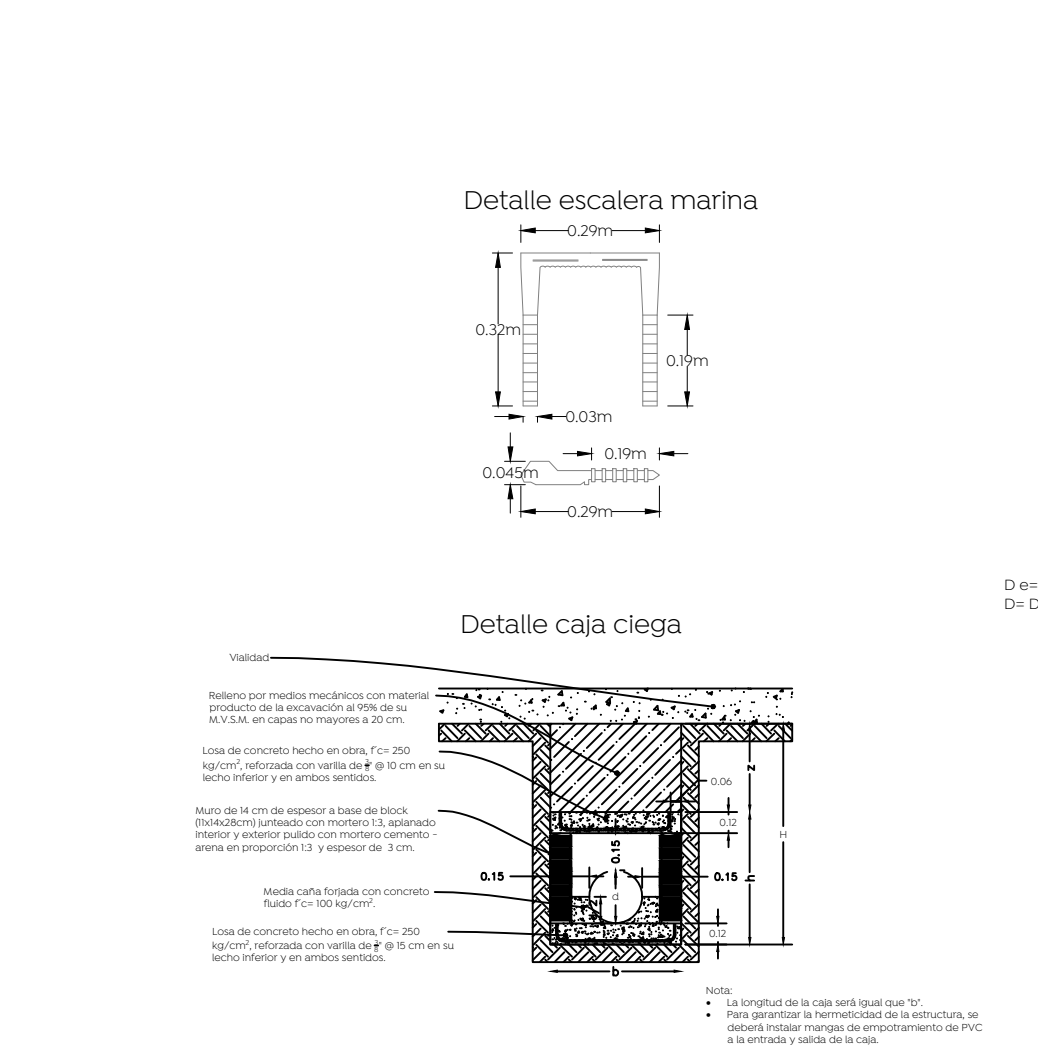 Detalle escalera marina
0.29m
0.32m
0.19m
0.03m
0.19m
0.045m
0.29m
D e=
D= D
Detalle caja ciega
Vialidad
Relleno por medios mecánicos con material
producto de la excavación al 95% de su
M.V.S.M. en capas no mayores a 20 cm.
Losa de concreto hecho en obra, f´c= 250
kg/cm², reforzada con varilla de @ 10 cm en su
lecho inferior y en ambos sentidos.
Muro de 14 cm de espesor a base de block
(11x14x28cm) junteado con mortero 1:3, aplanado
interior y exterior pulido con mortero cemento -
arena en proporción 1:3 y espesor de 3 cm.
Media caña forjada con concreto
fluido f´c= 100 kg/cm².
Losa de concreto hecho en obra, f´c= 250
kg/cm², reforzada con varilla de @ 15 cm en su
lecho inferior y en ambos sentidos.
z
0.06
0.12
H
0.15
0.15
0.15
h
d
0.12
b
Nota:
• La longitud de la caja será igual que "b".
• Para garantizar la hermeticidad de la estructura, se
deberá instalar mangas de empotramiento de PVC
a la entrada y salida de la caja.